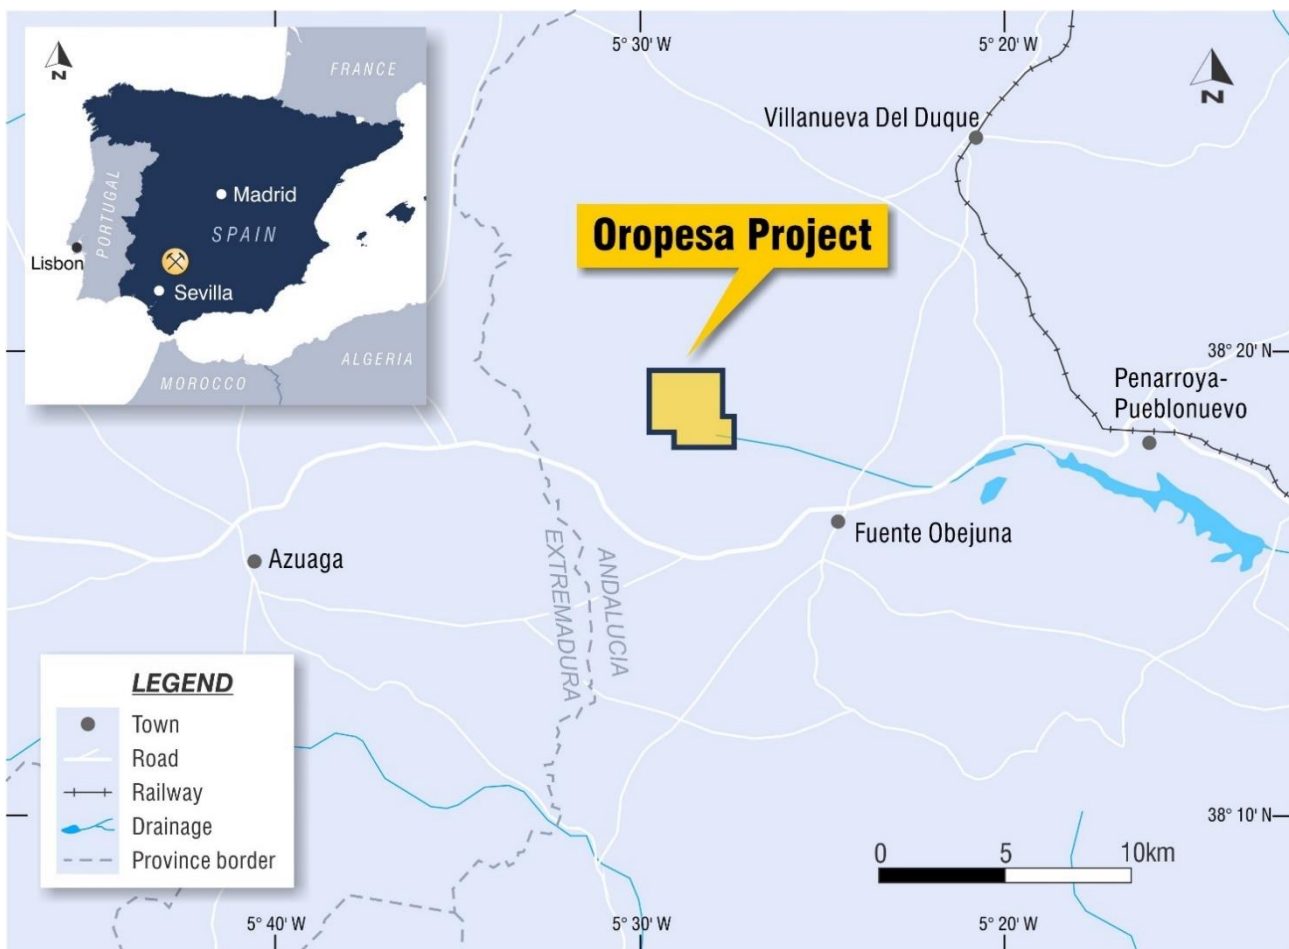 5° 30' W
5° 20' W
N
N
FRANCE
PORTUGAL
Madrid
SPAIN
Lisbon
Sevilla
ALGERIA
MOROCCO
Villanueva Del Duque
Oropesa Project
38° 20' N
Penarroya-
Pueblonuevo
Fuente Obejuna
Azuaga
EXTREMADURA
ANDALUCIA
LEGEND
Town
Road
Railway
Drainage
Province border
38° 10' N
0 5 10km
5° 40' W
5° 30' W
5° 20' W